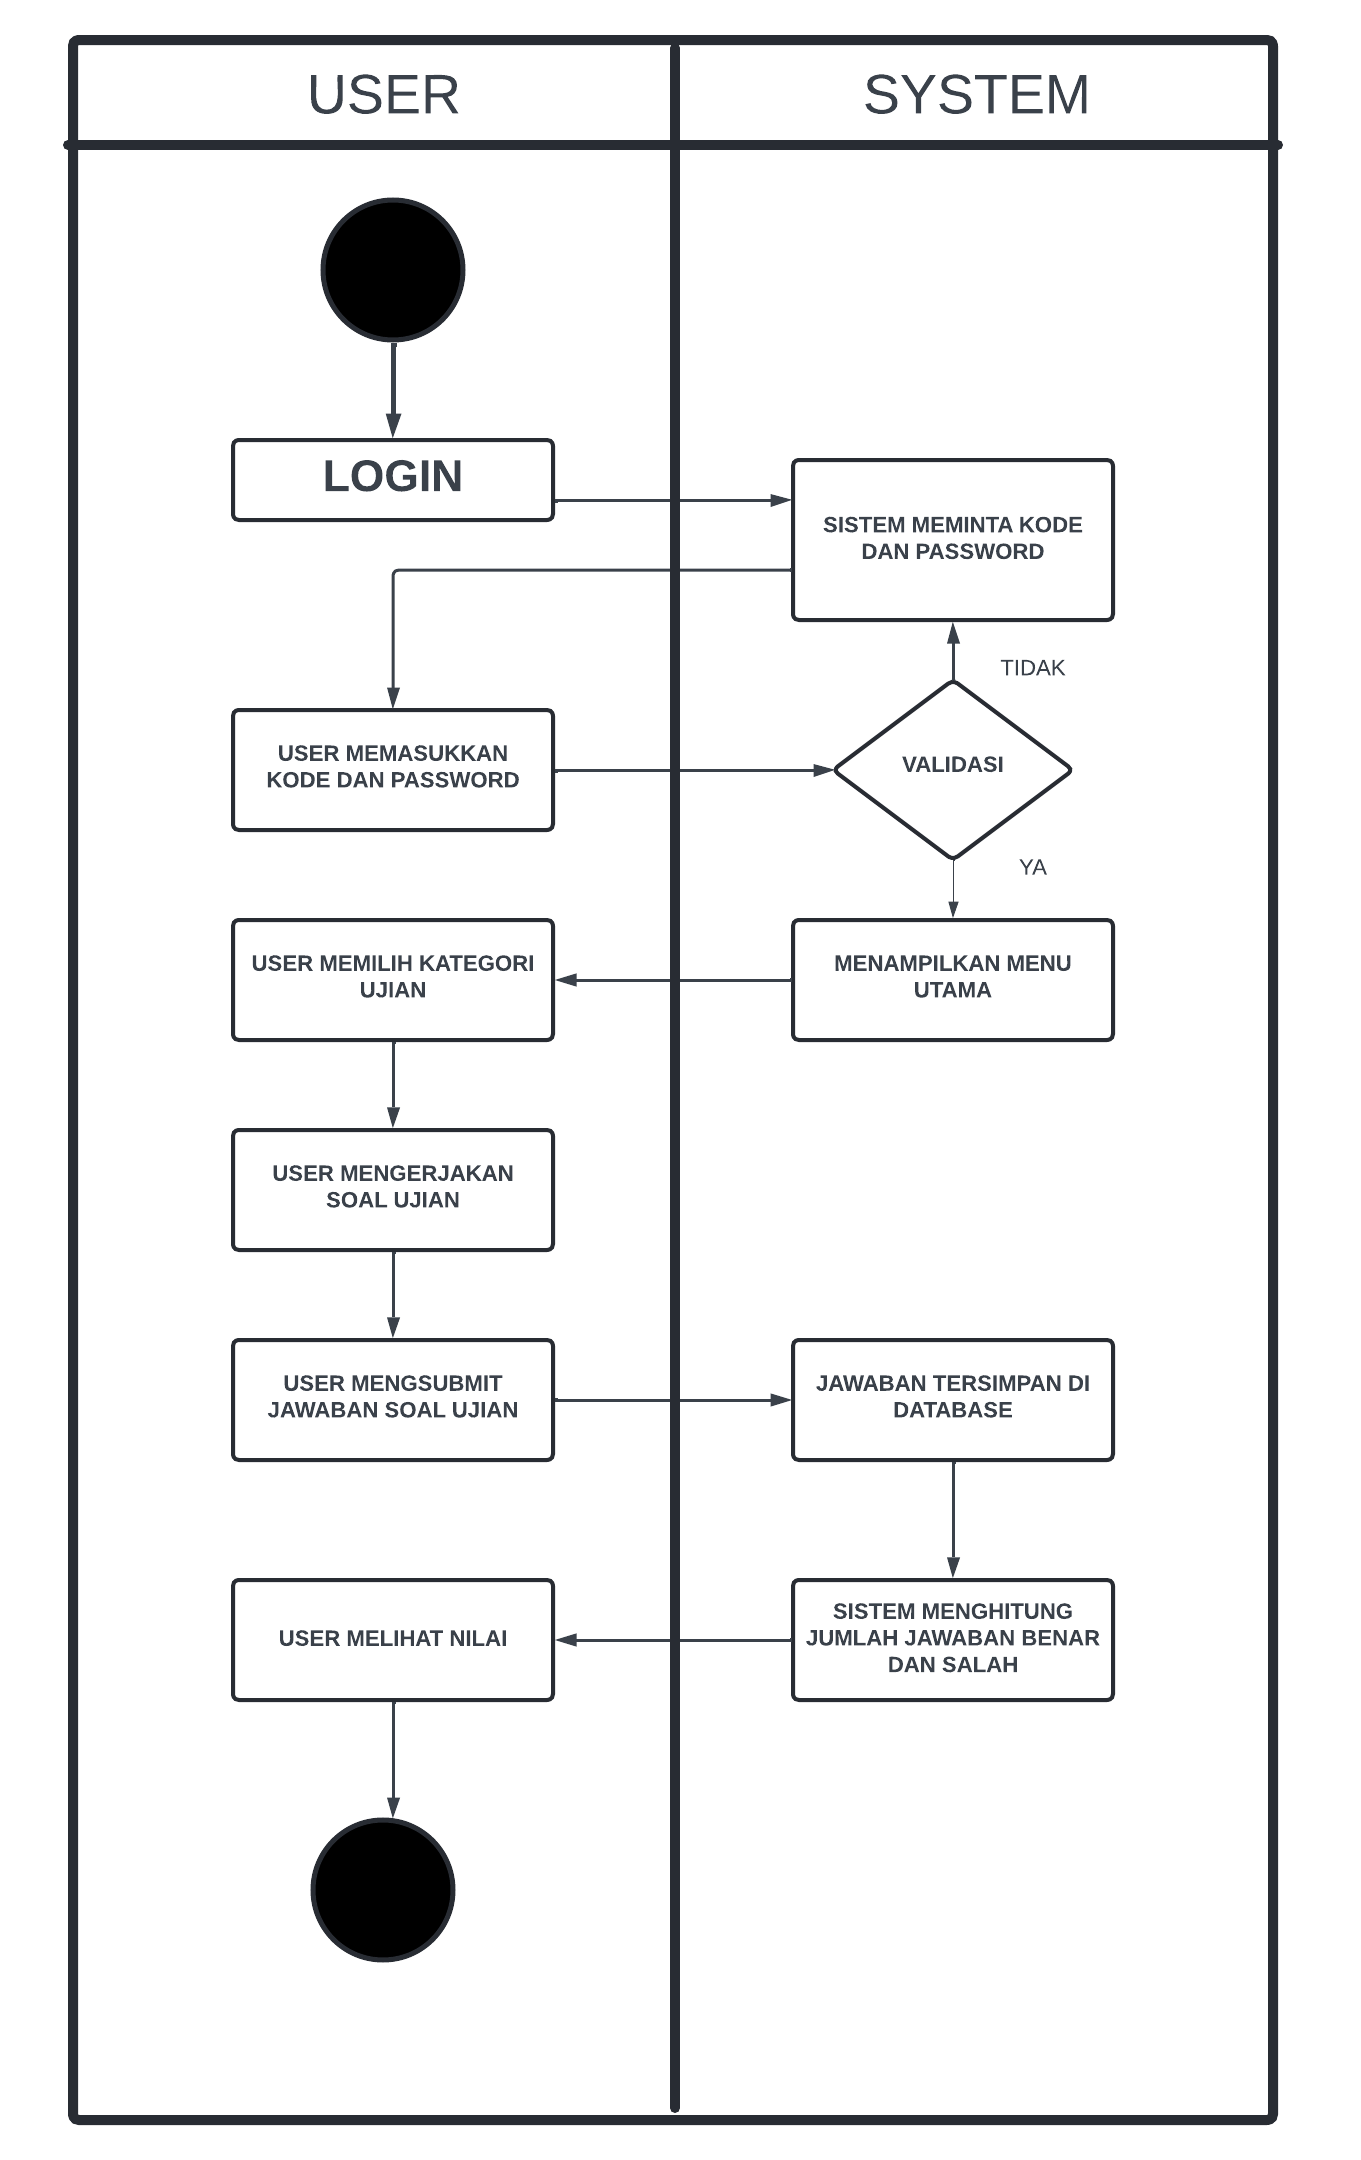 USER
SYSTEM
LOGIN
SISTEM MEMINTA KODE
DAN PASSWORD
TIDAK
USER MEMASUKKAN
KODE DAN PASSWORD
VALIDASI
YA
USER MEMILIH KATEGORI
UJIAN
MENAMPILKAN MENU
UTAMA
USER MENGERJAKAN
SOAL UJIAN
USER MENGSUBMIT
JAWABAN SOAL UJIAN
JAWABAN TERSIMPAN DI
DATABASE
USER MELIHAT NILAI
SISTEM MENGHITUNG
JUMLAH JAWABAN BENAR
DAN SALAH